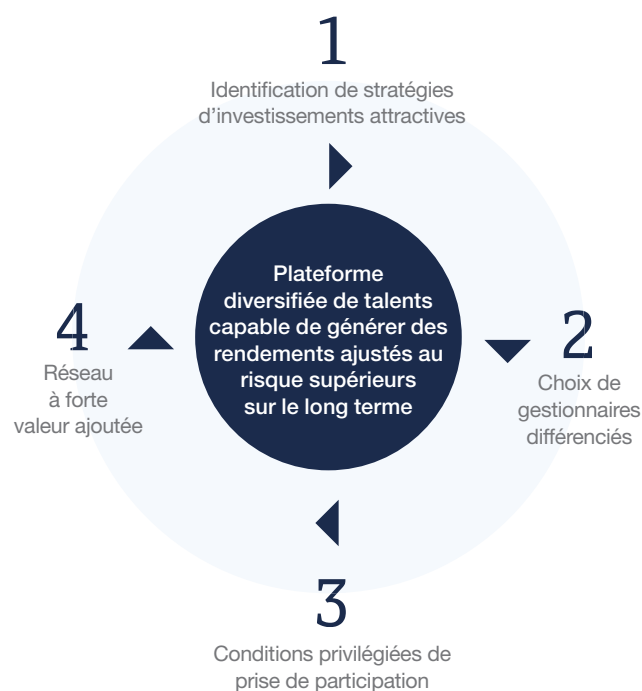 1
Identification de stratégies
d’investissements attractives
Plateforme
diversifiée de talents
capable de générer des
rendements ajustés au
risque supérieurs
sur le long terme
2
Choix de
gestionnaires
différenciés
3
Conditions privilégiées de
prise de participation
4
Réseau
à forte
valeur ajoutée